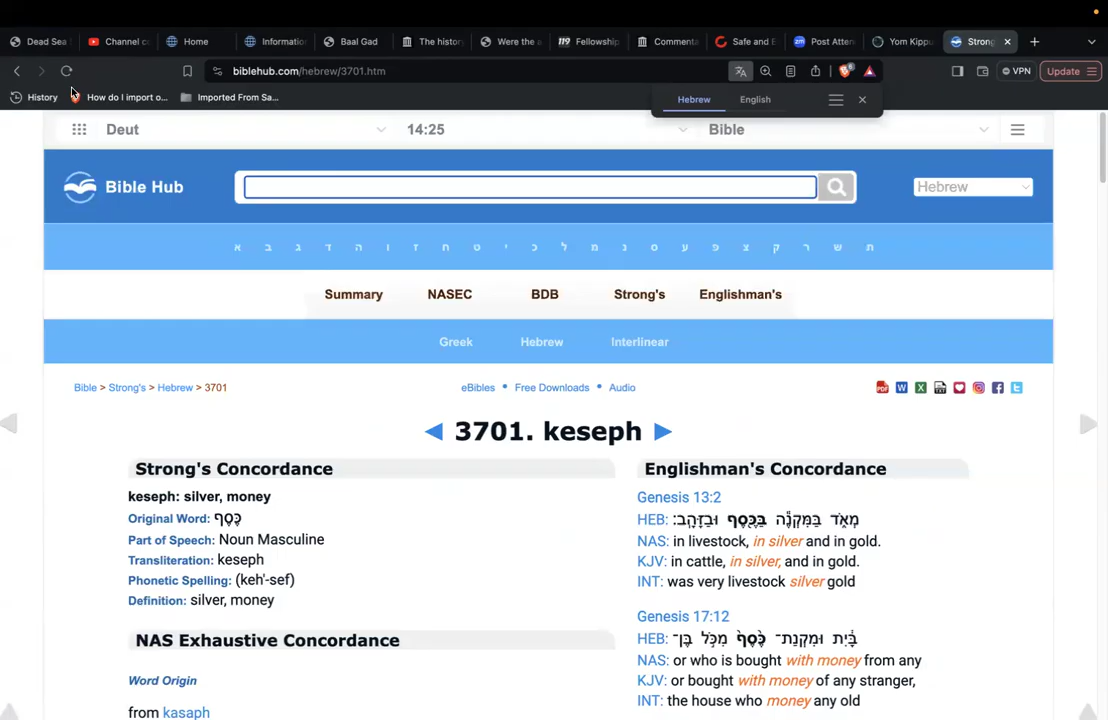 Dead Sea
Channel c
Home
Information
Baal Gad
The history
Were the a
119 Fellowship
Commenta
Safe and E
zm Post Atten
Yom Kippu
Strong
biblehub.com/hebrew/3701.htm
6
VPN
Update
History
How do I import o...
Imported From Sa...
Hebrew
English
Deut
14:25
Bible
Bible Hub
Hebrew
א ב ג ד ה ו ז ח ט י כ ל מ נ ס ע פ צ ק ר ש ת
Summary
NASEC
BDB
Strong's
Englishman's
Greek
Hebrew
Interlinear
Bible > Strong's > Hebrew > 3701
eBibles • Free Downloads • Audio
PDF W X TXT
◄ 3701. keseph ►
Strong's Concordance
keseph: silver, money
Original Word: כֶּסֶף
Part of Speech: Noun Masculine
Transliteration: keseph
Phonetic Spelling: (keh'-sef)
Definition: silver, money
NAS Exhaustive Concordance
Word Origin
from kasaph
Englishman's Concordance
Genesis 13:2
HEB: מְאֹ֑ד בַּמִּקְנֶ֕ה בַּכֶּ֖סֶף וּבַזָּהָֽב׃
NAS: in livestock, in silver and in gold.
KJV: in cattle, in silver, and in gold.
INT: was very livestock silver gold
Genesis 17:12
HEB: בָּ֔יִת וּמִקְנַת־ כֶּ֙סֶף֙ מִכֹּ֣ל בֶּן־
NAS: or who is bought with money from any
KJV: or bought with money of any stranger,
INT: the house who money any old